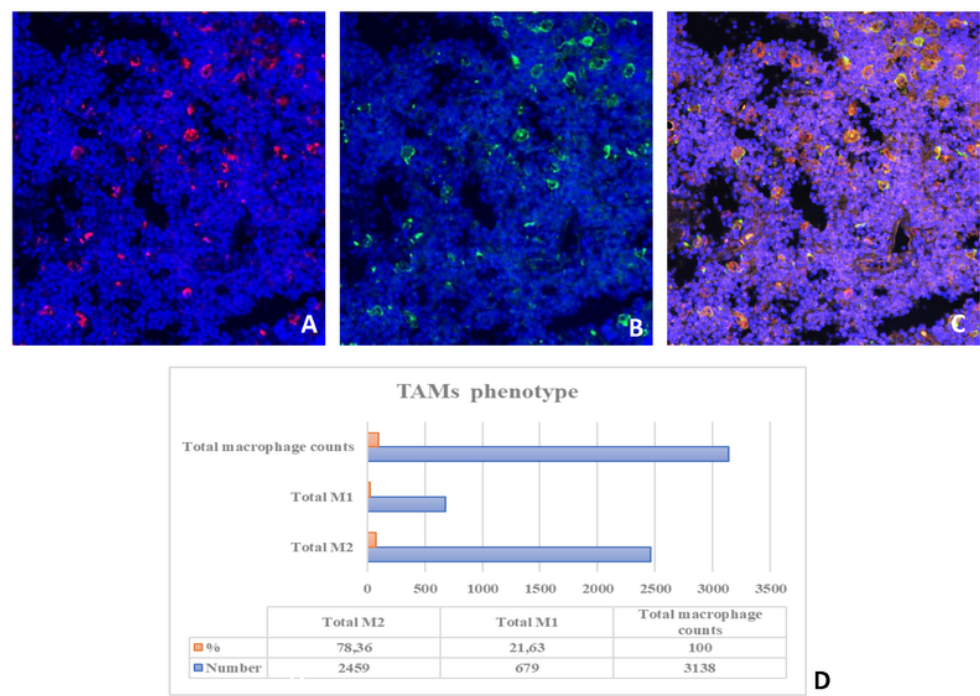 A
B
C
TAMs phenotype
Total macrophage counts
Total M1
Total M2
0 500 1000 1500 2000 2500 3000 3500
Total M2 Total M1 Total macrophage counts
% 78,36 21,63 100
Number 2459 679 3138
D